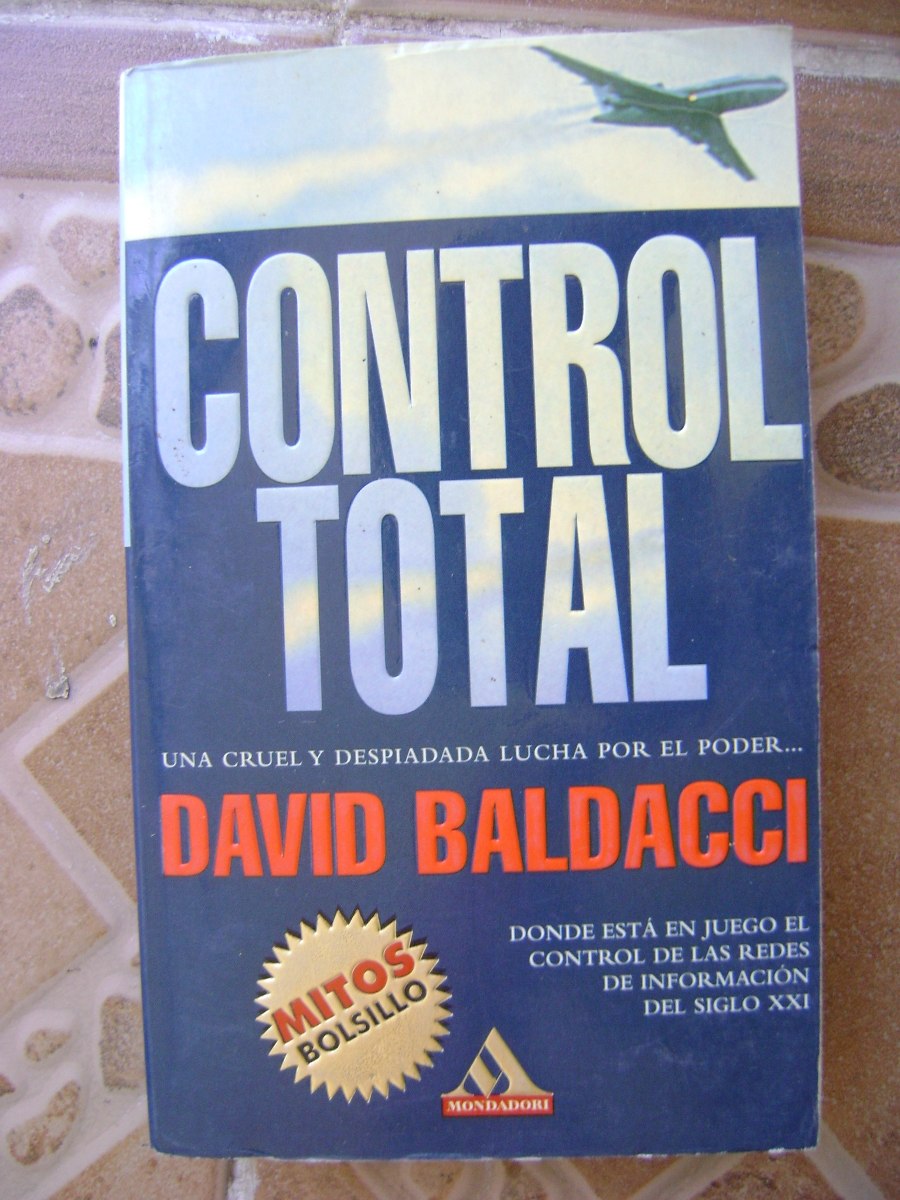 CONTROL
TOTAL
UNA CRUEL Y DESPIADADA LUCHA POR EL PODER...
DAVID BALDACCI
DONDE ESTÁ EN JUEGO EL
CONTROL DE LAS REDES
DE INFORMACIÓN
DEL SIGLO XXI
MITOS
BOLSILLO
MONDADORI